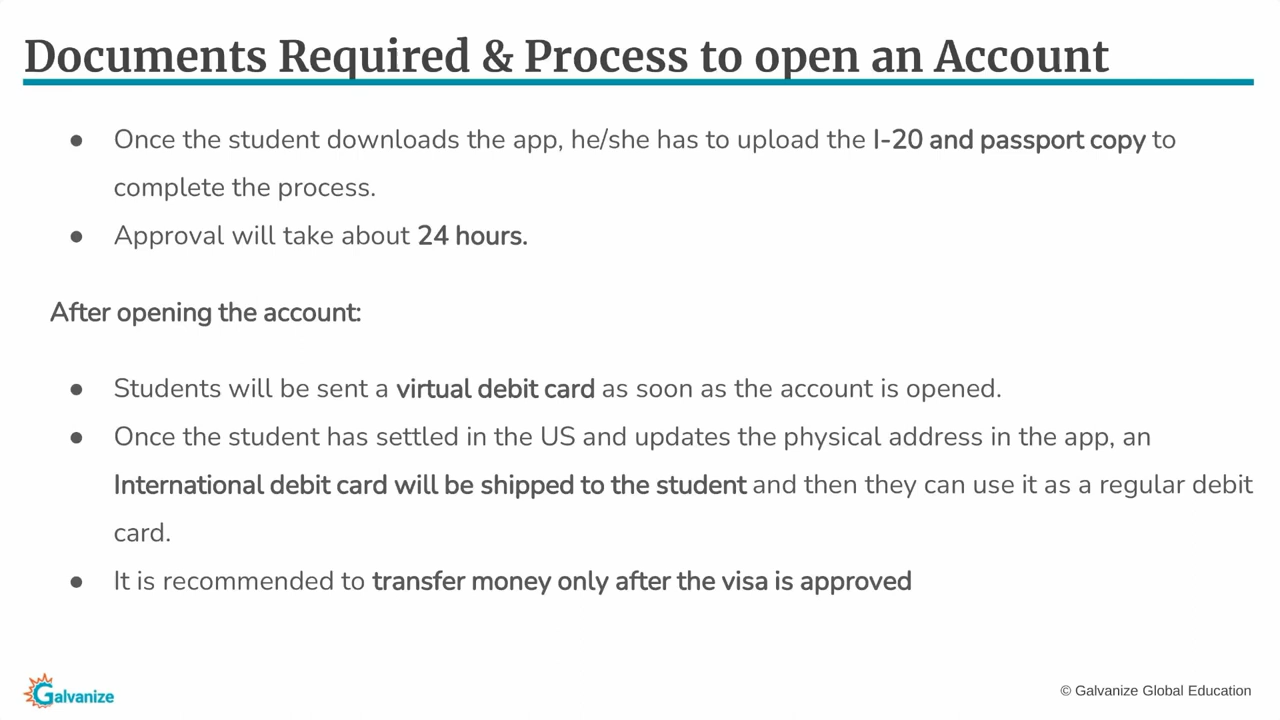 Documents Required & Process to open an Account
● Once the student downloads the app, he/she has to upload the I-20 and passport copy to
complete the process.
● Approval will take about 24 hours.
After opening the account:
● Students will be sent a virtual debit card as soon as the account is opened.
● Once the student has settled in the US and updates the physical address in the app, an
International debit card will be shipped to the student and then they can use it as a regular debit
card.
● It is recommended to transfer money only after the visa is approved
Galvanize
© Galvanize Global Education